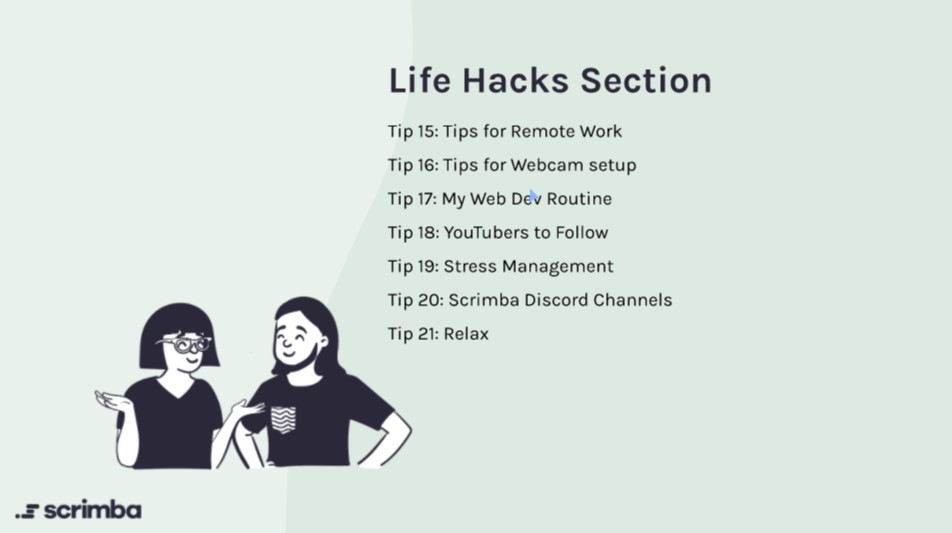 Life Hacks Section
Tip 15: Tips for Remote Work
Tip 16: Tips for Webcam setup
Tip 17: My Web Dev Routine
Tip 18: YouTubers to Follow
Tip 19: Stress Management
Tip 20: Scrimba Discord Channels
Tip 21: Relax
scrimba